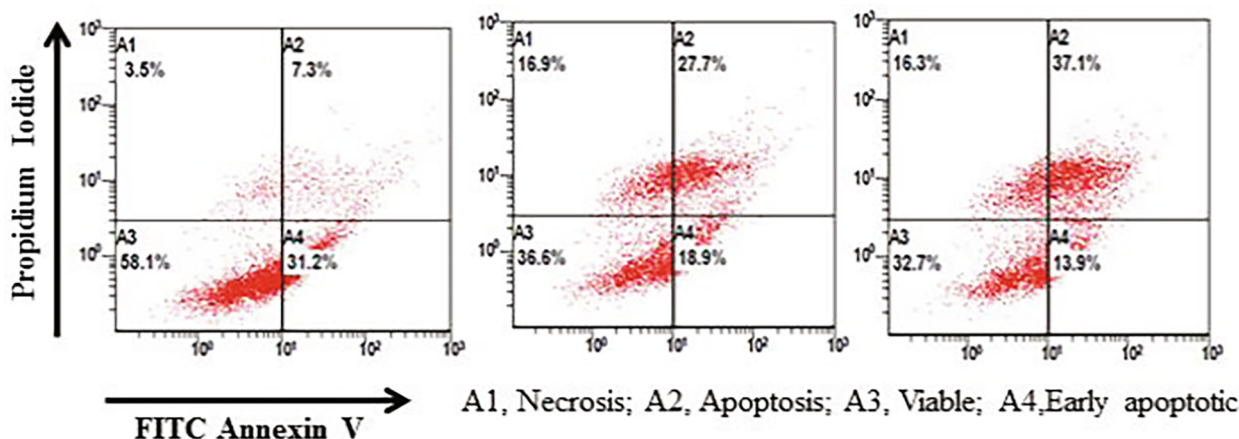 Propidium Iodide
10³
10²
10¹
10⁰
A1
3.5%
A2
7.3%
A3
58.1%
A4
31.2%
10⁰ 10¹ 10² 10³
10³
10²
10¹
10⁰
A1
16.9%
A2
27.7%
A3
36.6%
A4
18.9%
10⁰ 10¹ 10² 10³
10³
10²
10¹
10⁰
A1
16.3%
A2
37.1%
A3
32.7%
A4
13.9%
10⁰ 10¹ 10² 10³
FITC Annexin V
A1, Necrosis; A2, Apoptosis; A3, Viable; A4,Early apoptotic